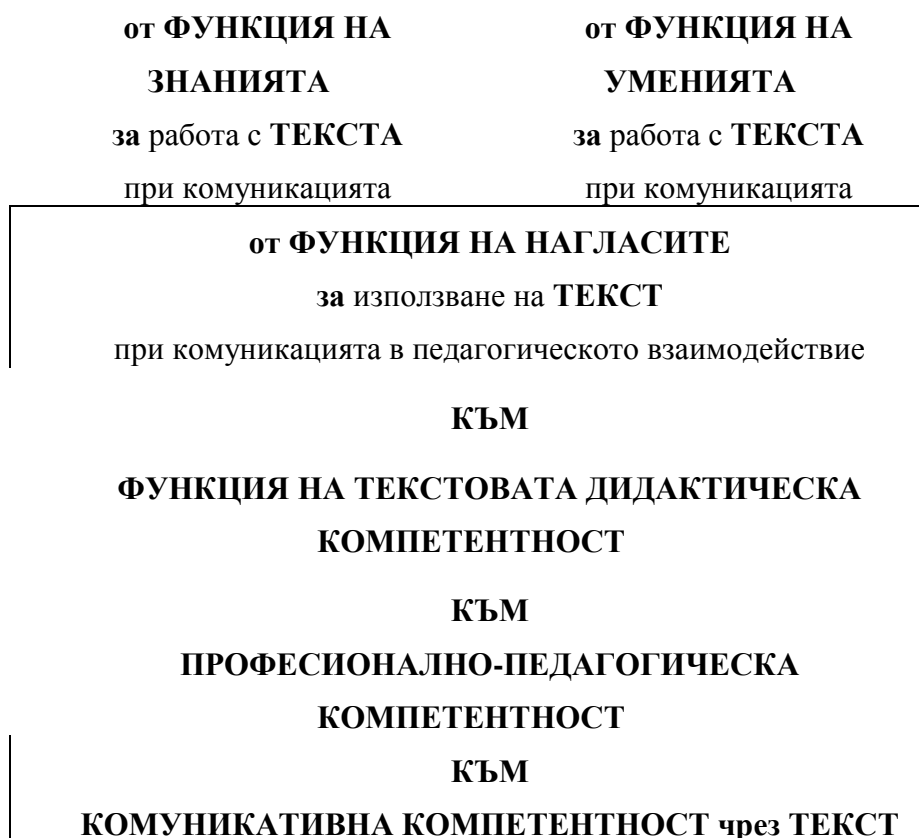 от ФУНКЦИЯ НА
ЗНАНИЯТА
за работа с ТЕКСТА
при комуникацията
от ФУНКЦИЯ НА
УМЕНИЯТА
за работа с ТЕКСТА
при комуникацията
от ФУНКЦИЯ НА НАГЛАСИТЕ
за използване на ТЕКСТ
при комуникацията в педагогическото взаимодействие
КЪМ
ФУНКЦИЯ НА ТЕКСТОВАТА ДИДАКТИЧЕСКА
КОМПЕТЕНТНОСТ
КЪМ
ПРОФЕСИОНАЛНО-ПЕДАГОГИЧЕСКА
КОМПЕТЕНТНОСТ
КЪМ
КОМУНИКАТИВНА КОМПЕТЕНТНОСТ чрез ТЕКСТ